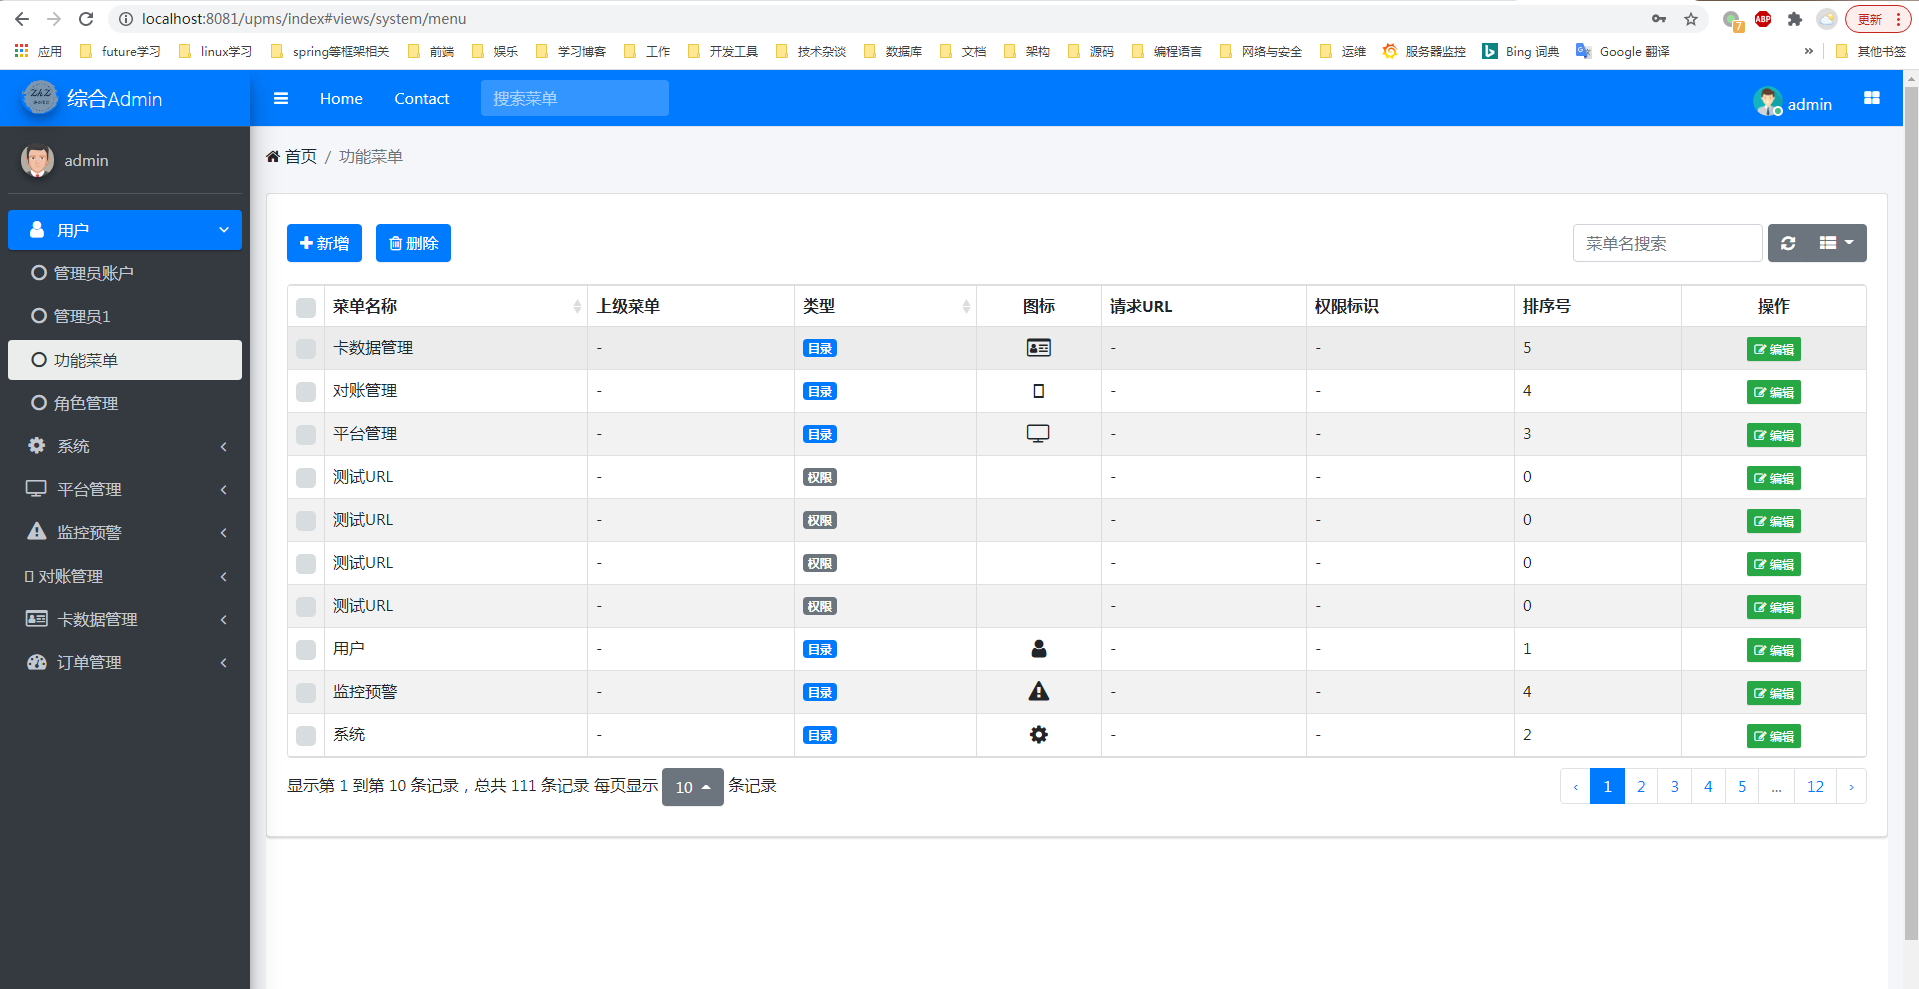 localhost:8081/upms/index#views/system/menu
ABP
7
更新
应用 future学习 linux学习 spring等框架相关 前端 娱乐 学习博客 工作 开发工具 技术杂谈 数据库 文档 架构 源码 编程语言 网络与安全 运维 服务器监控 Bing 词典 Google 翻译 » 其他书签
综合Admin
Home Contact 搜索菜单 admin
admin
首页 / 功能菜单
用户
管理员账户
管理员1
功能菜单
角色管理
系统
平台管理
监控预警
对账管理
卡数据管理
订单管理
新增 删除 菜单名搜索
菜单名称 上级菜单 类型 图标 请求URL 权限标识 排序号 操作
卡数据管理 - 目录 - - 5 编辑
对账管理 - 目录 - - 4 编辑
平台管理 - 目录 - - 3 编辑
测试URL - 权限 - - 0 编辑
测试URL - 权限 - - 0 编辑
测试URL - 权限 - - 0 编辑
测试URL - 权限 - - 0 编辑
用户 - 目录 - - 1 编辑
监控预警 - 目录 - - 4 编辑
系统 - 目录 - - 2 编辑
显示第 1 到第 10 条记录，总共 111 条记录 每页显示 10 条记录
‹ 1 2 3 4 5 ... 12 ›